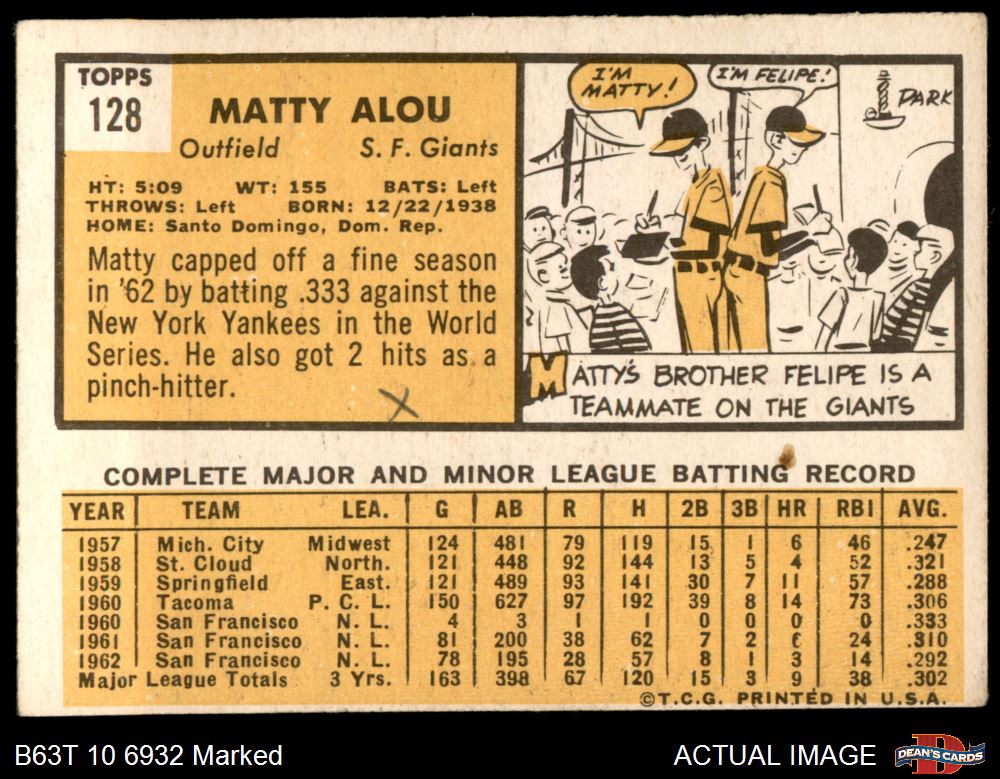 TOPPS
128
MATTY ALOU
Outfield S. F. Giants
HT: 5:09 WT: 155 BATS: Left
THROWS: Left BORN: 12/22/1938
HOME: Santo Domingo, Dom. Rep.
Matty capped off a fine season
in '62 by batting .333 against the
New York Yankees in the World
Series. He also got 2 hits as a
pinch-hitter.
X
I'M
MATTY!
I'M FELIPE!
PARK
MATTY'S BROTHER FELIPE IS A
TEAMMATE ON THE GIANTS
COMPLETE MAJOR AND MINOR LEAGUE BATTING RECORD
YEAR TEAM LEA. G AB R H 2B 3B HR RBI AVG.
1957 Mich. City Midwest 124 481 79 119 15 1 6 46 .247
1958 St. Cloud North. 121 448 92 144 13 5 4 52 .321
1959 Springfield East. 121 489 93 141 30 7 11 57 .288
1960 Tacoma P. C. L. 150 627 97 192 39 8 14 73 .306
1960 San Francisco N. L. 4 3 1 1 0 0 0 0 .333
1961 San Francisco N. L. 81 200 38 62 7 2 6 24 .310
1962 San Francisco N. L. 78 195 28 57 8 1 3 14 .292
Major League Totals 3 Yrs. 163 398 67 120 15 3 9 38 .302
©T.C.G. PRINTED IN U.S.A.
B63T 10 6932 Marked
ACTUAL IMAGE
DEAN'S CARDS